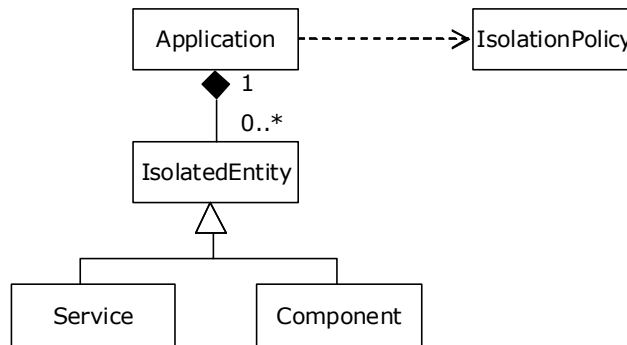 Application
IsolationPolicy
1
0..*
IsolatedEntity
Service
Component